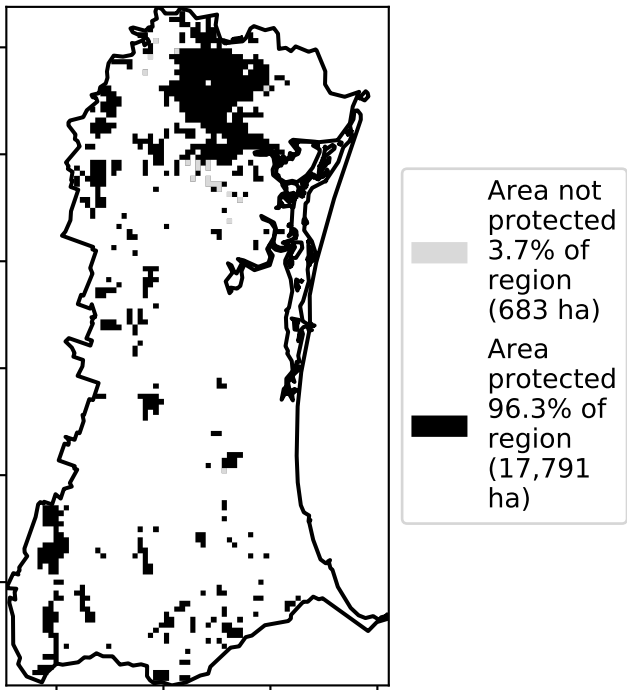 Area not
protected
3.7% of
region
(683 ha)
Area
protected
96.3% of
region
(17,791
ha)